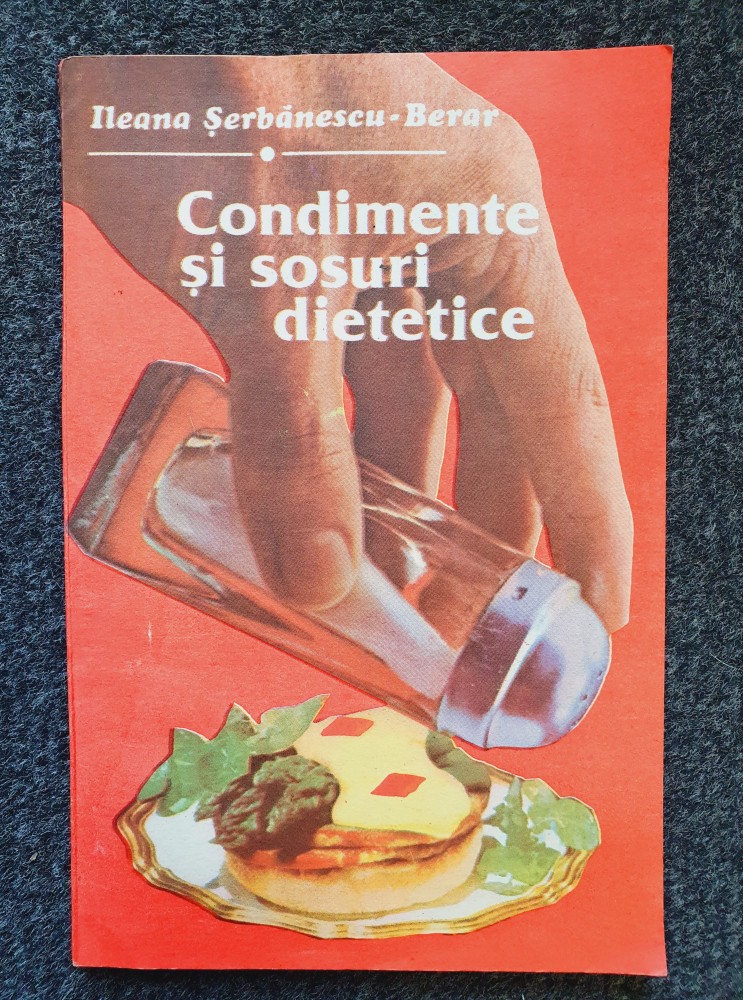 Ileana Șerbănescu-Berar
Condimente
și sosuri
dietetice